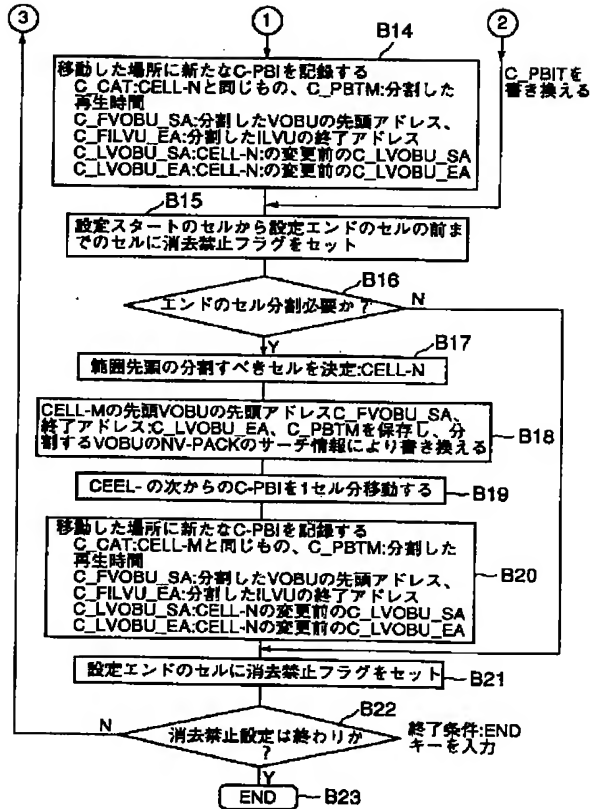 ③
①
②
B14
移動した場所に新たなC-PBIを記録する
C_CAT:CELL-Nと同じもの、C_PBTM:分割した
再生時間
C_FVOBU_SA:分割したVOBUの先頭アドレス、
C_FILVU_EA:分割したILVUの終了アドレス
C_LVOBU_SA:CELL-N:の変更前のC_LVOBU_SA
C_LVOBU_EA:CELL-N:の変更前のC_LVOBU_EA
C_PBITを
書き換える
B15
設定スタートのセルから設定エンドのセルの前ま
でのセルに消去禁止フラグをセット
B16
エンドのセル分割必要か?
N
Y
B17
範囲先頭の分割すべきセルを決定:CELL-N
CELL-Mの先頭VOBUの先頭アドレスC_FVOBU_SA、
終了アドレス:C_LVOBU_EA、C_PBTMを保存し、分
割するVOBUのNV-PACKのサーチ情報により書き換える
B18
CEEL-の次からのC-PBIを1セル分移動する
B19
移動した場所に新たなC-PBIを記録する
C_CAT:CELL-Mと同じもの、C_PBTM:分割した
再生時間
C_FVOBU_SA:分割したVOBUの先頭アドレス、
C_FILVU_EA:分割したILVUの終了アドレス
C_LVOBU_SA:CELL-Nの変更前のC_LVOBU_SA
C_LVOBU_EA:CELL-Nの変更前のC_LVOBU_EA
B20
設定エンドのセルに消去禁止フラグをセット
B21
B22
N
消去禁止設定は終わりか
?
終了条件:END
キーを入力
Y
END
B23